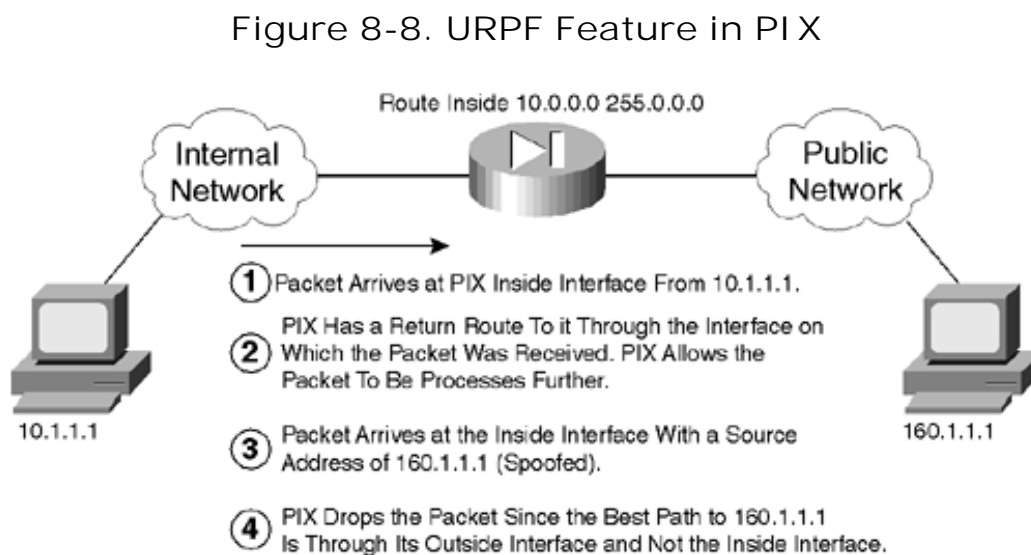 Figure 8-8. URPF Feature in PIX
Route Inside 10.0.0.0 255.0.0.0
Internal
Network
Public
Network
1 Packet Arrives at PIX Inside Interface From 10.1.1.1.
2 PIX Has a Return Route To it Through the Interface on
Which the Packet Was Received. PIX Allows the
Packet To Be Processes Further.
10.1.1.1
160.1.1.1
3 Packet Arrives at the Inside Interface With a Source
Address of 160.1.1.1 (Spoofed).
4 PIX Drops the Packet Since the Best Path to 160.1.1.1
Is Through Its Outside Interface and Not the Inside Interface.